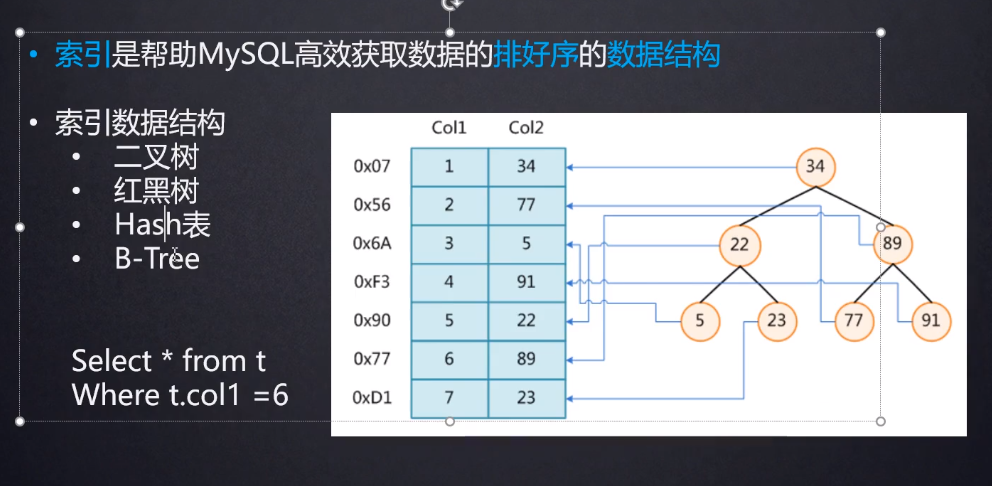 • 索引是帮助MySQL高效获取数据的排好序的数据结构
• 索引数据结构
• 二叉树
• 红黑树
• Hash表
• B-Tree
Select * from t
Where t.col1 =6
Col1 Col2
0x07 1 34
0x56 2 77
0x6A 3 5
0xF3 4 91
0x90 5 22
0x77 6 89
0xD1 7 23
34
22 89
5 23 77 91